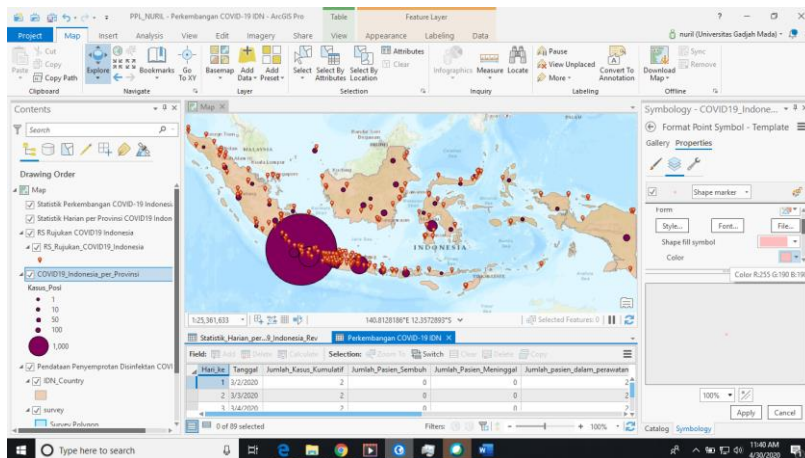 PPL_NURIL - Perkembangan COVID-19 IDN - ArcGIS Pro
Table
Feature Layer
Project Map Insert Analysis View Edit Imagery Share View Appearance Labeling Data
nuril (Universitas Gadjah Mada)
Paste
Cut
Copy
Copy Path
Explore
Bookmarks
Go To XY
Basemap
Add Data
Add Preset
Select
Select By Attributes
Select By Location
Attributes
Clear
Infographics
Measure
Locate
Pause
View Unplaced
More
Convert To Annotation
Download Map
Sync
Remove
Clipboard
Navigate
Layer
Selection
Inquiry
Labeling
Offline
Contents
Search
Drawing Order
Map
Statistik Perkembangan COVID-19 Indonesi
Statistik Harian per Provinsi COVID19 Indon
RS Rujukan COVID19 Indonesia
RS_Rujukan_COVID19_Indonesia
COVID19_Indonesia_per_Provinsi
Kasus_Posi
1
10
50
100
1,000
Pendataan Penyemprotan Disinfektan COVI
IDN_Country
survey
Survey Polygon
Map
MALAYSIA
INDONESIA
1:25,361,633
140.8128186°E 12.3572893°S
Selected Features: 0
Statistik_Harian_per...9_Indonesia_Rev
Perkembangan COVID-19 IDN
Field: Add Delete Calculate Selection: Zoom To Switch Clear Delete Copy
Hari_ke Tanggal Jumlah_Kasus_Kumulatif Jumlah_Pasien_Sembuh Jumlah_Pasien_Meninggal Jumlah_pasien_dalam_perawatan
1 3/2/2020 2 0 0 2
2 3/3/2020 2 0 0 2
3 3/4/2020 2 0 0 2
0 of 89 selected
Filters:
100%
Symbology - COVID19_Indone...
Format Point Symbol - Template
Gallery Properties
Shape marker
Form
Style... Font... File...
Shape fill symbol
Color
Color R:255 G:190 B:19
100%
Apply Cancel
Catalog Symbology
Type here to search
11:40 AM
4/30/2020